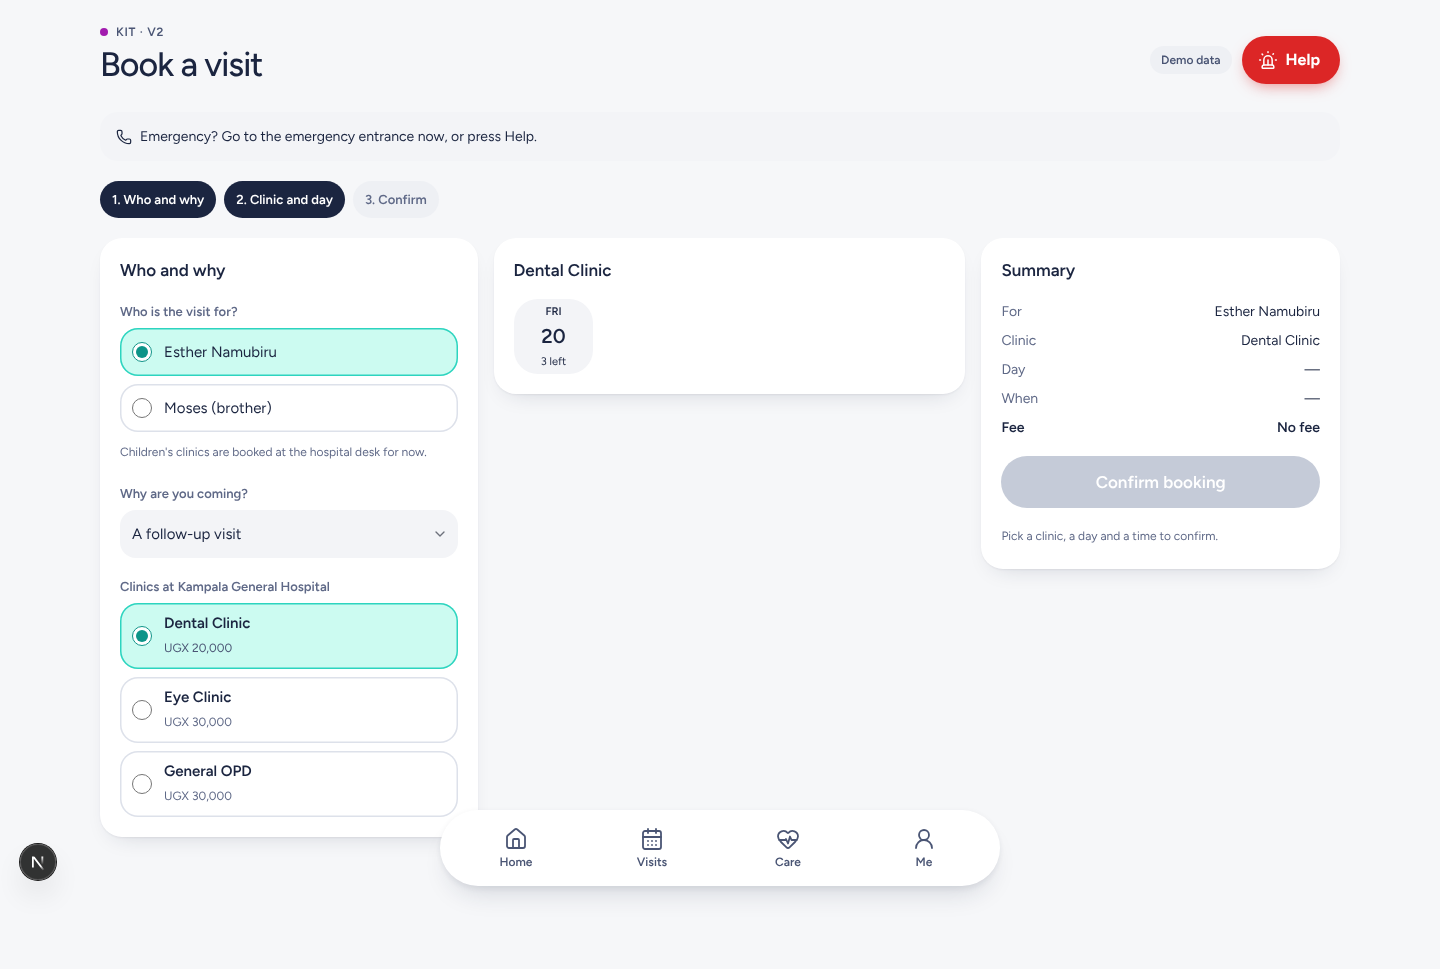 KIT · V2
Book a visit
Demo data
Help
Emergency? Go to the emergency entrance now, or press Help.
1. Who and why
2. Clinic and day
3. Confirm
Who and why
Who is the visit for?
Esther Namubiru
Moses (brother)
Children's clinics are booked at the hospital desk for now.
Why are you coming?
A follow-up visit
Clinics at Kampala General Hospital
Dental Clinic
UGX 20,000
Eye Clinic
UGX 30,000
General OPD
UGX 30,000
Dental Clinic
FRI
20
3 left
Summary
For Esther Namubiru
Clinic Dental Clinic
Day —
When —
Fee No fee
Confirm booking
Pick a clinic, a day and a time to confirm.
Home
Visits
Care
Me
N